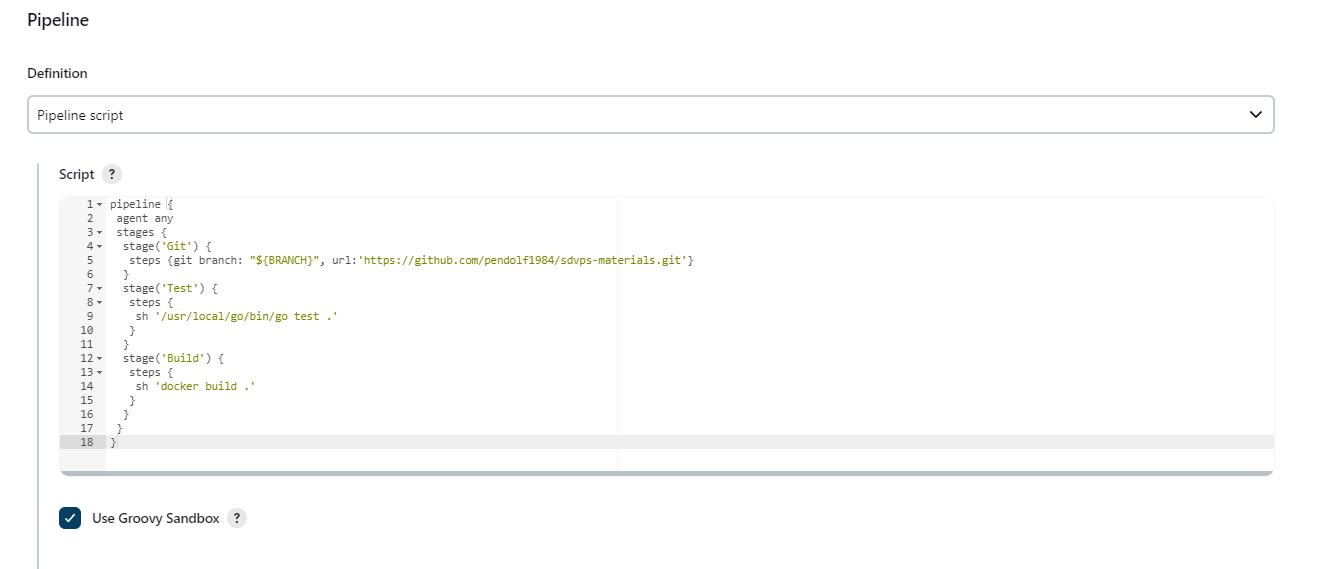 Pipeline
Definition
Pipeline script
Script ?
1 pipeline {
2 agent any
3 stages {
4 stage('Git') {
5 steps {git branch: "${BRANCH}", url:'https://github.com/pendolf1984/sdvps-materials.git'}
6 }
7 stage('Test') {
8 steps {
9 sh '/usr/local/go/bin/go test .'
10 }
11 }
12 stage('Build') {
13 steps {
14 sh 'docker build .'
15 }
16 }
17 }
18 }
Use Groovy Sandbox ?